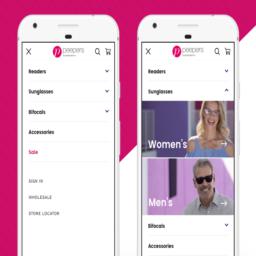 peepers
Readers
Sunglasses
Bifocals
Accessories
Sale
SIGN IN
WHOLESALE
STORE LOCATOR
peepers
Readers
Sunglasses
Women's
Men's
Bifocals
Accessories